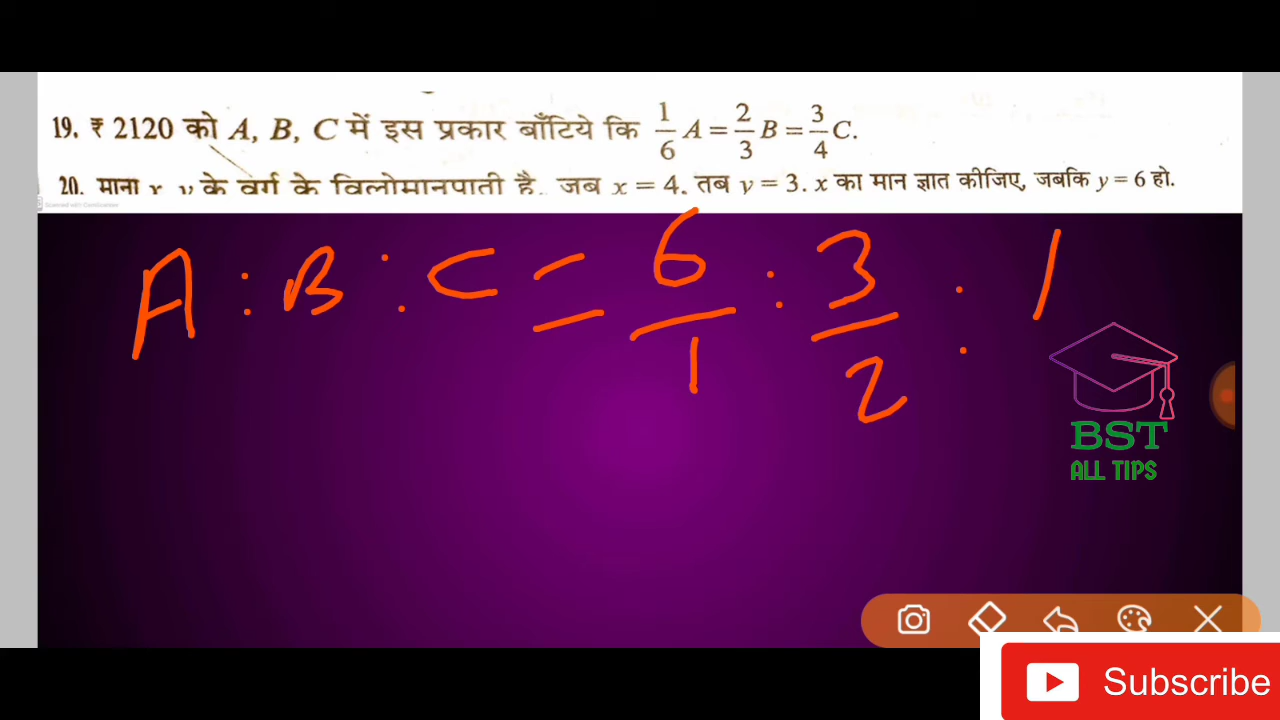 19. ₹ 2120 को A, B, C में इस प्रकार बाँटिये कि 1/6 A = 2/3 B = 3/4 C.
20. माना x, y के वर्ग के विलोमानुपाती है, जब x = 4, तब y = 3. x का मान ज्ञात कीजिए, जबकि y = 6 हो.
A : B : C = 6/1 : 3/2 : 1
BST
ALL TIPS
Subscribe